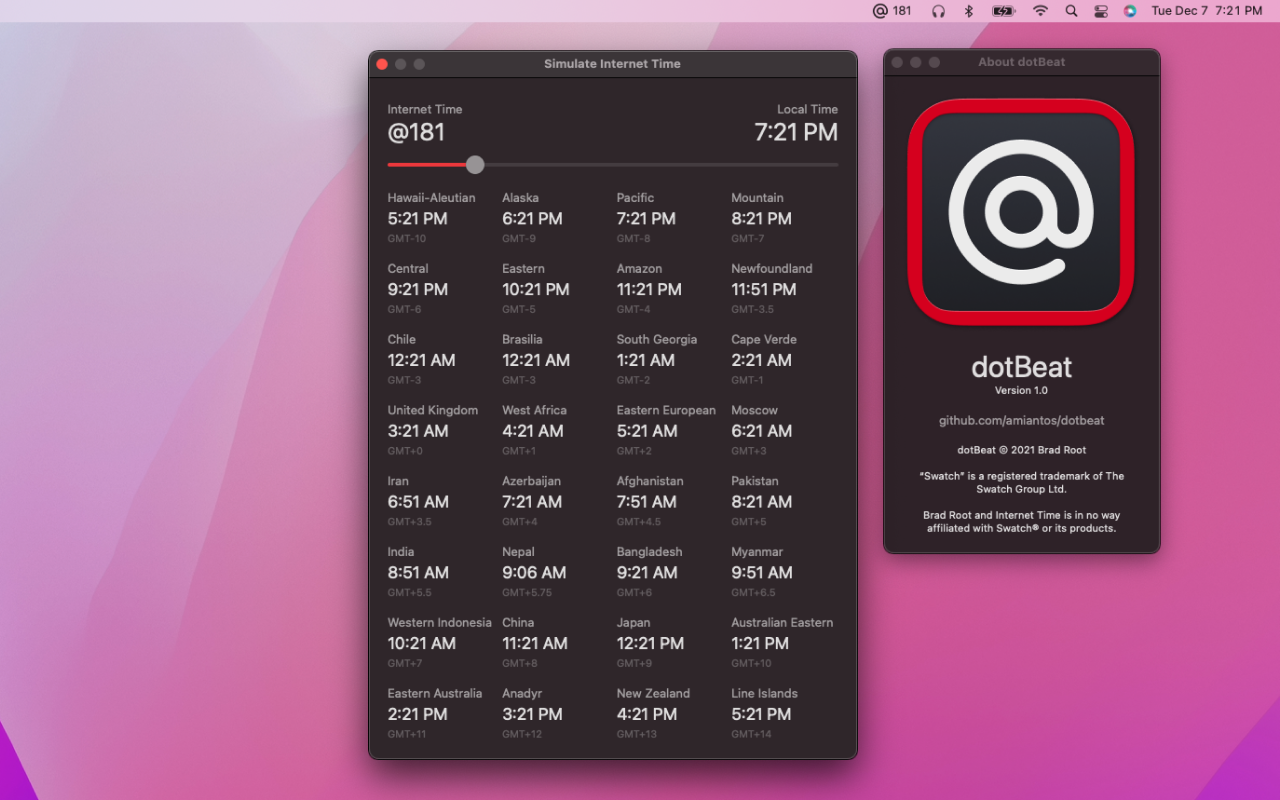 @ 181 Tue Dec 7 7:21 PM
Simulate Internet Time
Internet Time Local Time
@181 7:21 PM
Hawaii-Aleutian Alaska Pacific Mountain
5:21 PM 6:21 PM 7:21 PM 8:21 PM
GMT-10 GMT-9 GMT-8 GMT-7
Central Eastern Amazon Newfoundland
9:21 PM 10:21 PM 11:21 PM 11:51 PM
GMT-6 GMT-5 GMT-4 GMT-3.5
Chile Brasilia South Georgia Cape Verde
12:21 AM 12:21 AM 1:21 AM 2:21 AM
GMT-3 GMT-3 GMT-2 GMT-1
United Kingdom West Africa Eastern European Moscow
3:21 AM 4:21 AM 5:21 AM 6:21 AM
GMT+0 GMT+1 GMT+2 GMT+3
Iran Azerbaijan Afghanistan Pakistan
6:51 AM 7:21 AM 7:51 AM 8:21 AM
GMT+3.5 GMT+4 GMT+4.5 GMT+5
India Nepal Bangladesh Myanmar
8:51 AM 9:06 AM 9:21 AM 9:51 AM
GMT+5.5 GMT+5.75 GMT+6 GMT+6.5
Western Indonesia China Japan Australian Eastern
10:21 AM 11:21 AM 12:21 PM 1:21 PM
GMT+7 GMT+8 GMT+9 GMT+10
Eastern Australia Anadyr New Zealand Line Islands
2:21 PM 3:21 PM 4:21 PM 5:21 PM
GMT+11 GMT+12 GMT+13 GMT+14
About dotBeat
@
dotBeat
Version 1.0
github.com/amiantos/dotbeat
dotBeat © 2021 Brad Root
“Swatch” is a registered trademark of The
Swatch Group Ltd.
Brad Root and Internet Time is in no way
affiliated with Swatch® or its products.